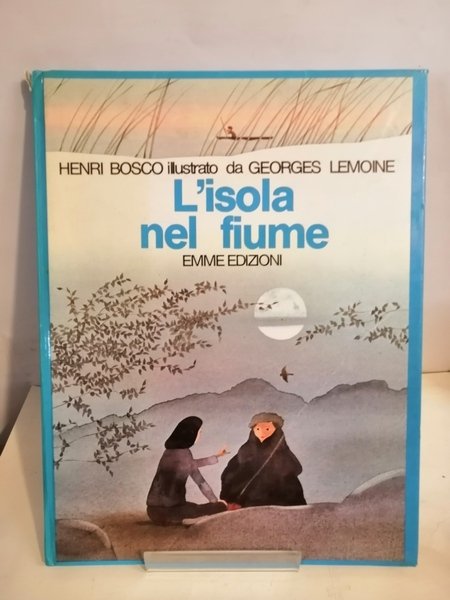 HENRI BOSCO illustrato da GEORGES LEMOINE
L'isola
nel fiume
EMME EDIZIONI